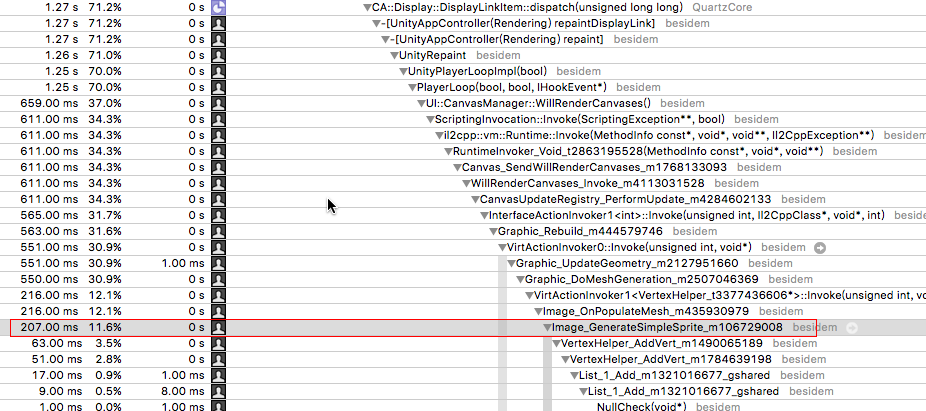 1.27 s 71.2% 0 s CA::Display::DisplayLinkItem::dispatch(unsigned long long) QuartzCore
1.27 s 71.2% 0 s -[UnityAppController(Rendering) repaintDisplayLink] besidem
1.27 s 71.2% 0 s -[UnityAppController(Rendering) repaint] besidem
1.26 s 71.0% 0 s UnityRepaint besidem
1.25 s 70.0% 0 s UnityPlayerLoopImpl(bool) besidem
1.25 s 70.0% 0 s PlayerLoop(bool, bool, IHookEvent*) besidem
659.00 ms 37.0% 0 s UI::CanvasManager::WillRenderCanvases() besidem
611.00 ms 34.3% 0 s ScriptingInvocation::Invoke(ScriptingException**, bool) besidem
611.00 ms 34.3% 0 s il2cpp::vm::Runtime::Invoke(MethodInfo const*, void*, void**, Il2CppException**) besidem
611.00 ms 34.3% 0 s RuntimeInvoker_Void_t2863195528(MethodInfo const*, void*, void**) besidem
611.00 ms 34.3% 0 s Canvas_SendWillRenderCanvases_m1768133093 besidem
611.00 ms 34.3% 0 s WillRenderCanvases_Invoke_m4113031528 besidem
611.00 ms 34.3% 0 s CanvasUpdateRegistry_PerformUpdate_m4284602133 besidem
565.00 ms 31.7% 0 s InterfaceActionInvoker1<int>::Invoke(unsigned int, Il2CppClass*, void*, int) beside
563.00 ms 31.6% 0 s Graphic_Rebuild_m444579746 besidem
551.00 ms 30.9% 0 s VirtActionInvoker0::Invoke(unsigned int, void*) besidem
551.00 ms 30.9% 1.00 ms Graphic_UpdateGeometry_m2127951660 besidem
550.00 ms 30.9% 0 s Graphic_DoMeshGeneration_m2507046369 besidem
216.00 ms 12.1% 0 s VirtActionInvoker1<VertexHelper_t3377436606*>::Invoke(unsigned
216.00 ms 12.1% 0 s Image_OnPopulateMesh_m435930979 besidem
207.00 ms 11.6% 0 s Image_GenerateSimpleSprite_m106729008 besidem
63.00 ms 3.5% 0 s VertexHelper_AddVert_m1490065189 besidem
51.00 ms 2.8% 0 s VertexHelper_AddVert_m1784639198 besidem
17.00 ms 0.9% 1.00 ms List_1_Add_m1321016677_gshared besidem
9.00 ms 0.5% 8.00 ms List_1_Add_m1321016677_gshared besidem
1.00 ms 0.0% 1.00 ms NullCheck(void*) besidem